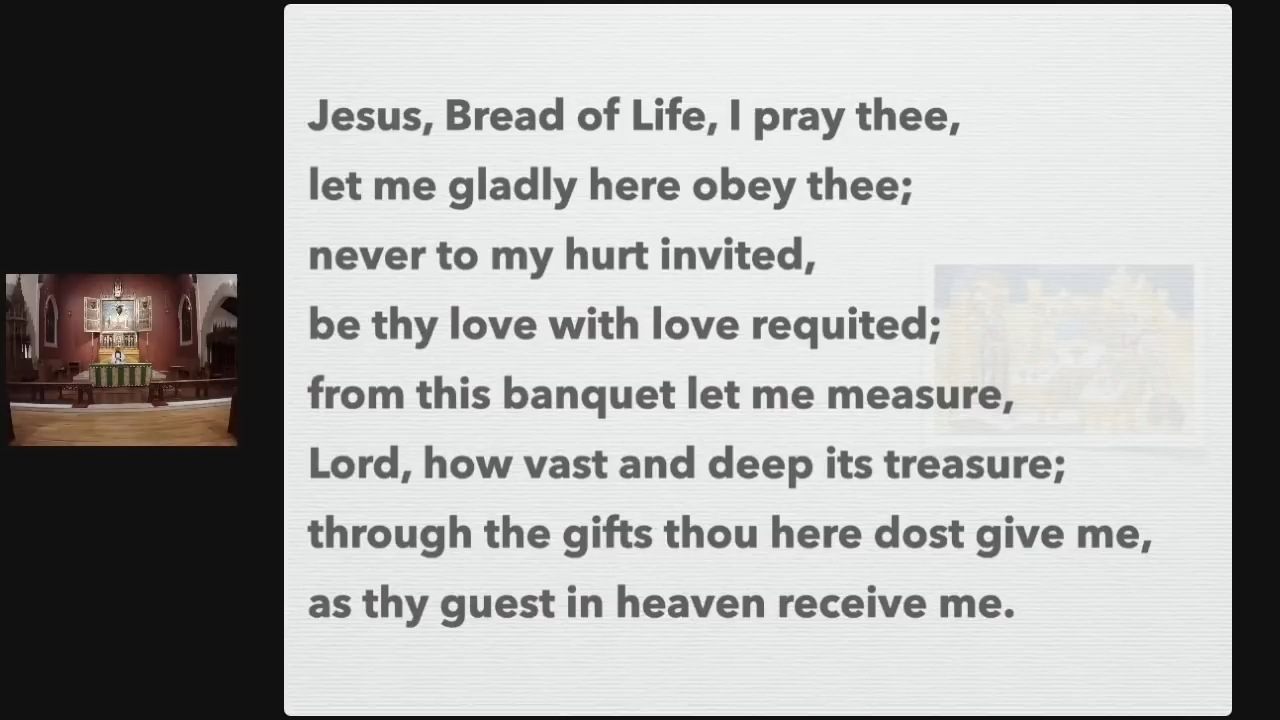 Jesus, Bread of Life, I pray thee,
let me gladly here obey thee;
never to my hurt invited,
be thy love with love requited;
from this banquet let me measure,
Lord, how vast and deep its treasure;
through the gifts thou here dost give me,
as thy guest in heaven receive me.